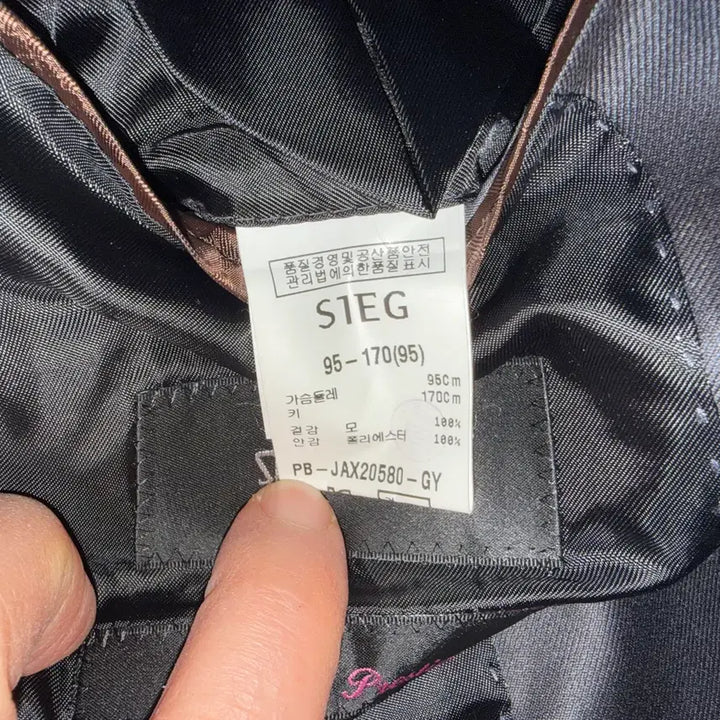 품질경영및공산품안전
관리법에의한품질표시
SIEG
95-170(95)
가슴둘레 95Cm
키 170Cm
겉감 모 100%
안감 폴리에스터 100%
PB-JAX20580-GY